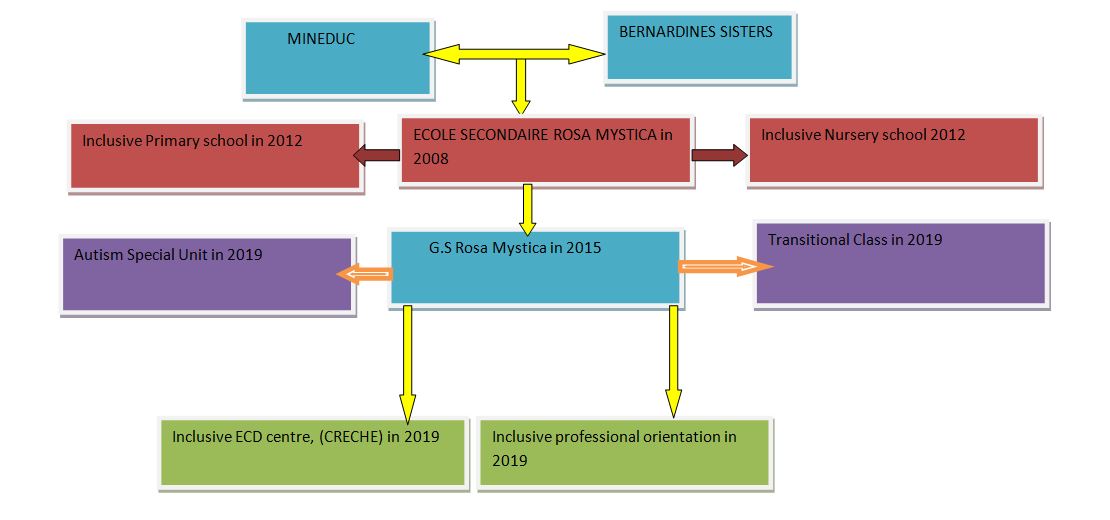 MINEDUC
BERNARDINES SISTERS
Inclusive Primary school in 2012
ECOLE SECONDAIRE ROSA MYSTICA in
2008
Inclusive Nursery school 2012
Autism Special Unit in 2019
G.S Rosa Mystica in 2015
Transitional Class in 2019
Inclusive ECD centre, (CRECHE) in 2019
Inclusive professional orientation in
2019